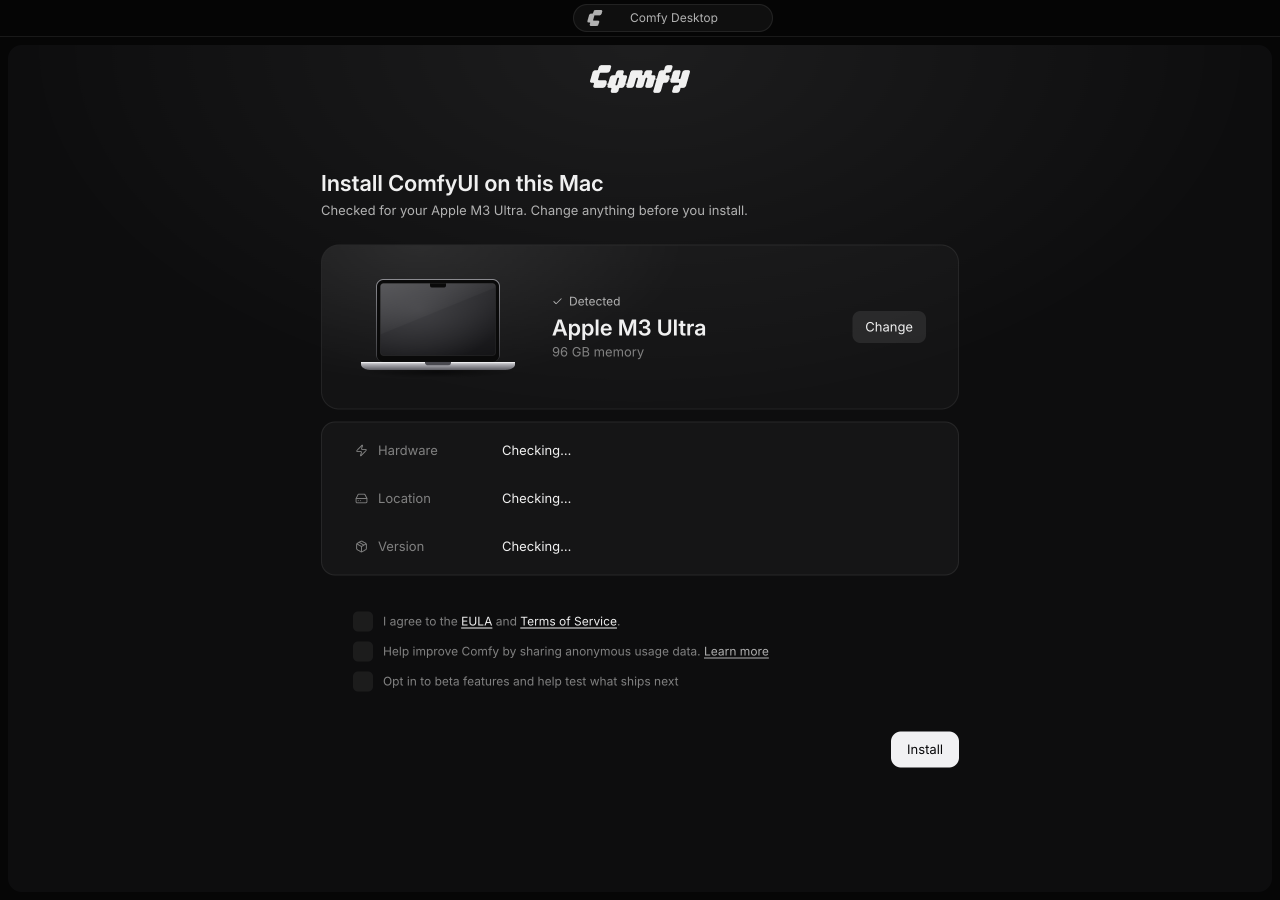 Comfy Desktop
Comfy
Install ComfyUI on this Mac
Checked for your Apple M3 Ultra. Change anything before you install.
Detected
Apple M3 Ultra
96 GB memory
Change
Hardware Checking...
Location Checking...
Version Checking...
I agree to the EULA and Terms of Service.
Help improve Comfy by sharing anonymous usage data. Learn more
Opt in to beta features and help test what ships next
Install